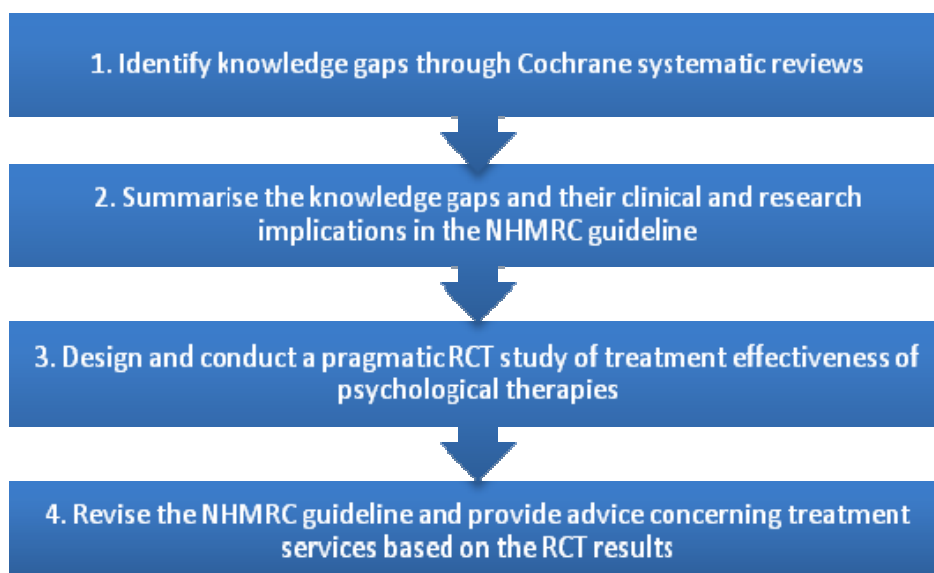 1. Identify knowledge gaps through Cochrane systematic reviews
2. Summarise the knowledge gaps and their clinical and research
implications in the NHMRC guideline
3. Design and conduct a pragmatic RCT study of treatment effectiveness of
psychological therapies
4. Revise the NHMRC guideline and provide advice concerning treatment
services based on the RCT results